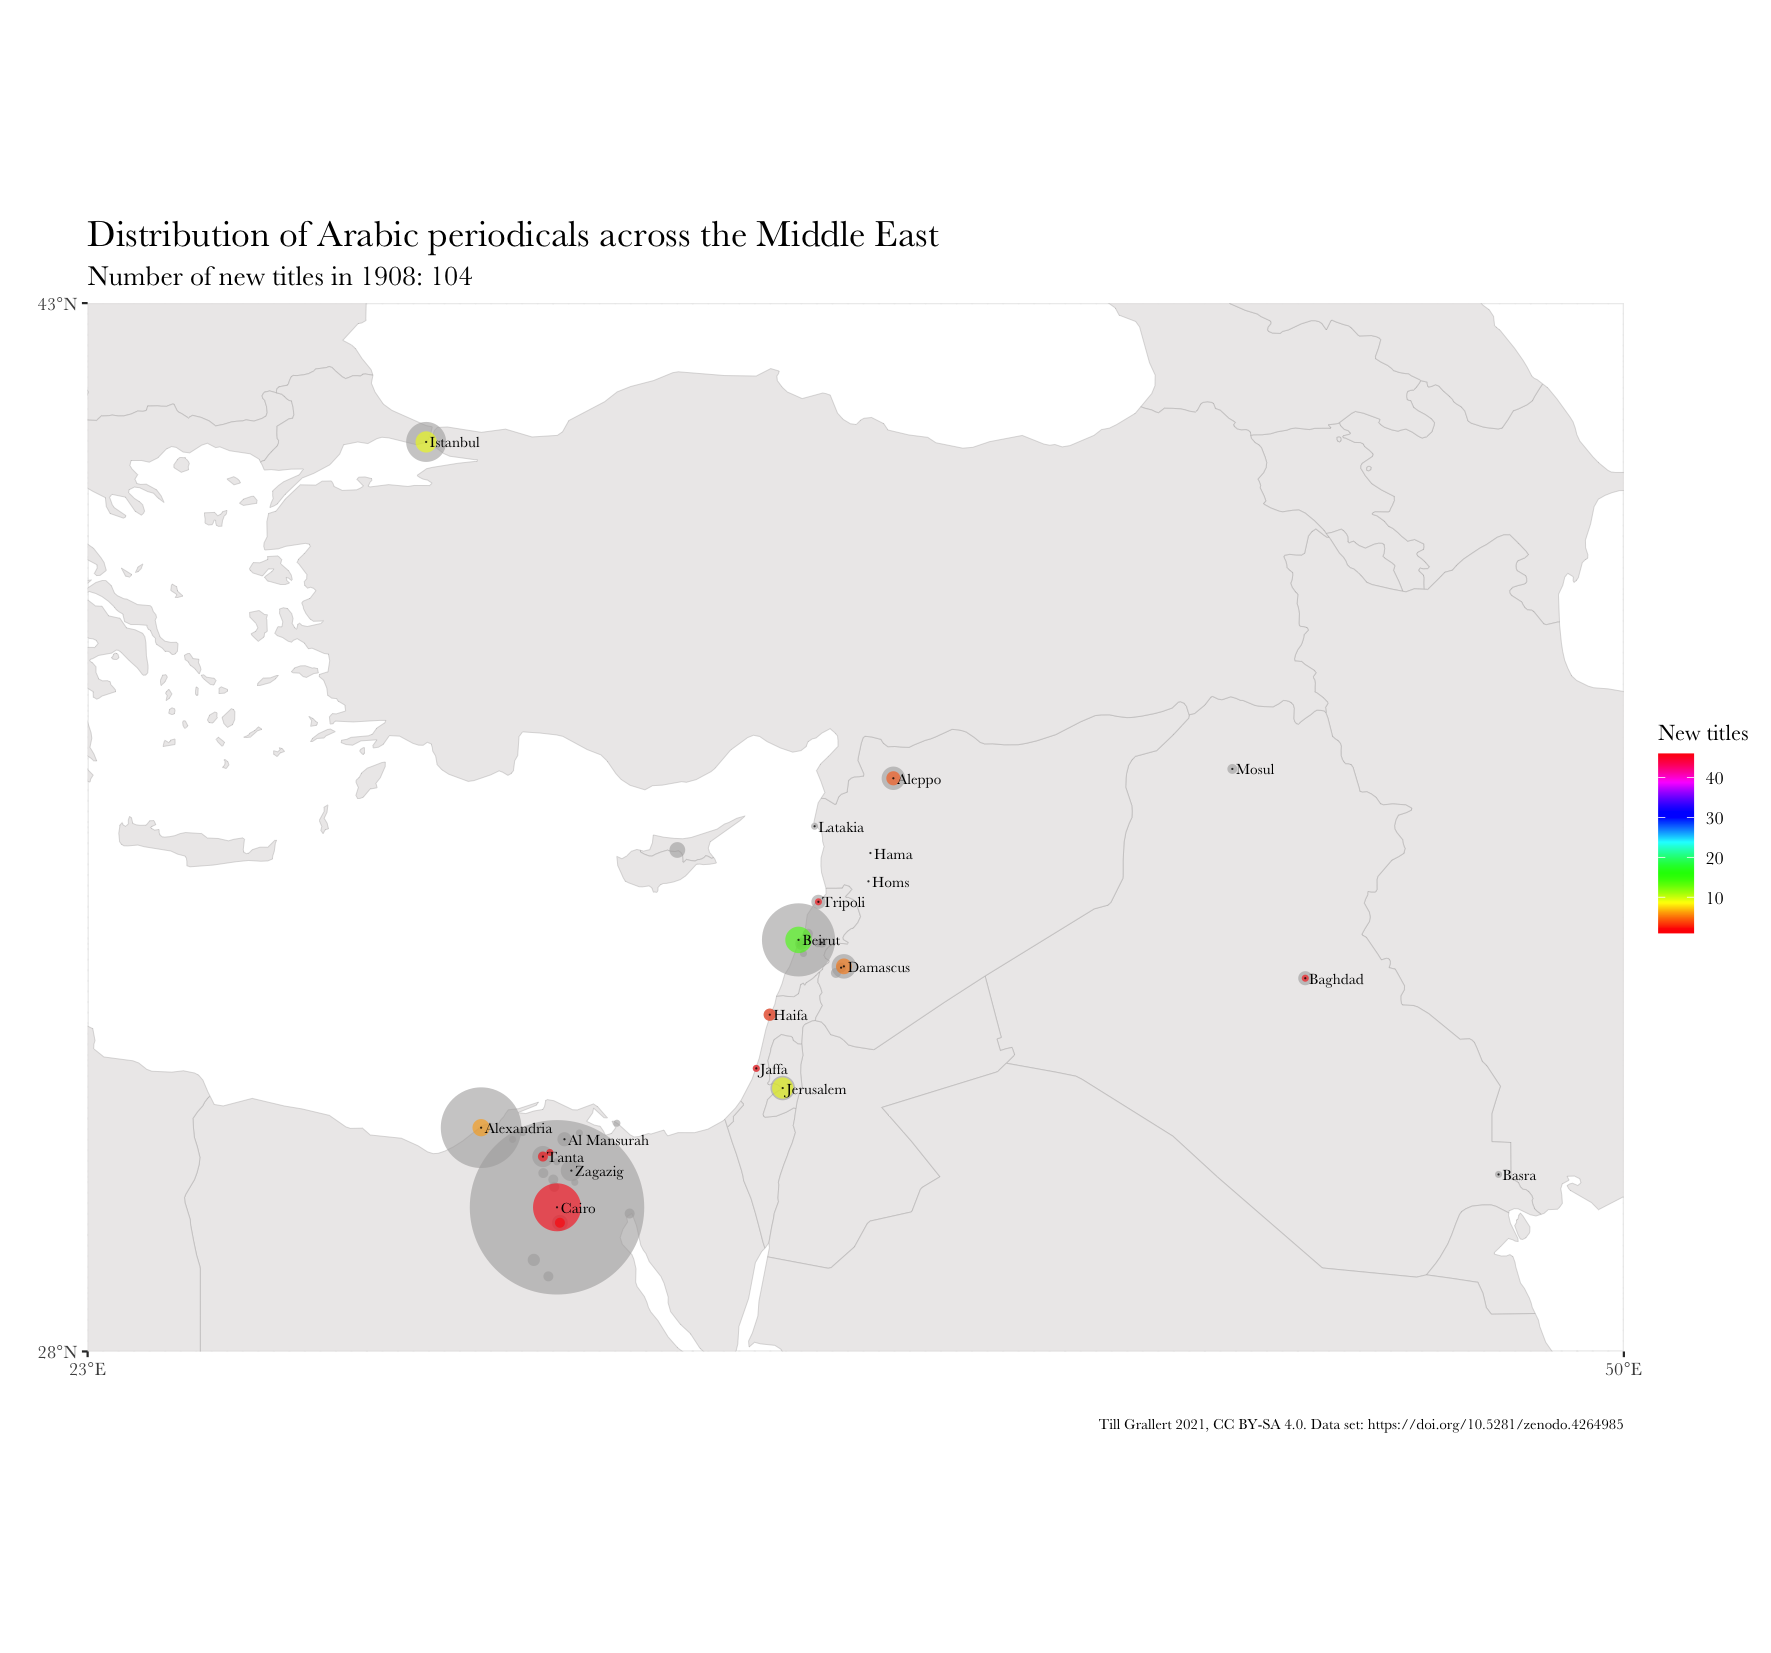 Distribution of Arabic periodicals across the Middle East
Number of new titles in 1908: 104
43°N
Istanbul
New titles
40
30
20
10
Mosul
Aleppo
Latakia
Hama
Homs
Tripoli
Beirut
Damascus
Baghdad
Haifa
Jaffa
Jerusalem
Alexandria
Al Mansurah
Tanta
Zagazig
Basra
Cairo
28°N
23°E
50°E
Till Grallert 2021, CC BY-SA 4.0. Data set: https://doi.org/10.5281/zenodo.4264985